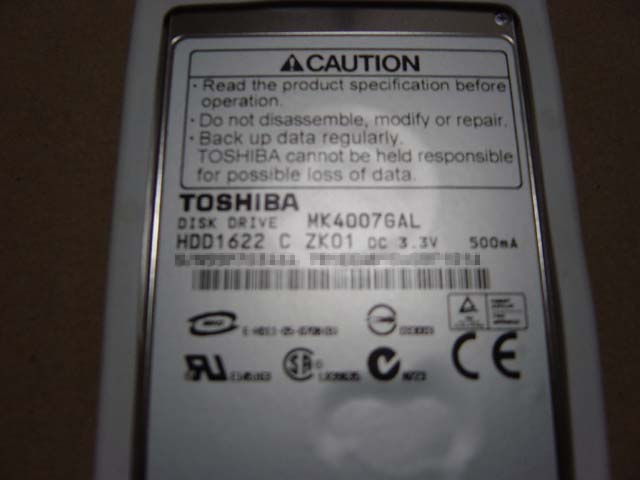 CAUTION
· Read the product specification before
operation.
· Do not disassemble, modify or repair.
· Back up data regularly.
TOSHIBA cannot be held responsible
for possible loss of data.
TOSHIBA
DISK DRIVE MK4007GAL
HDD1622 C ZK01 DC 3.3V 500mA
N223